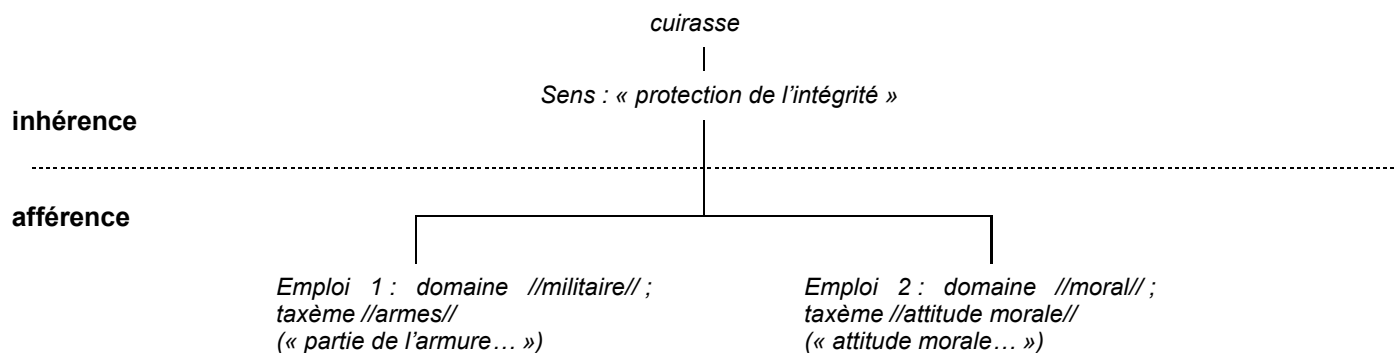 cuirasse
Sens : « protection de l’intégrité »
inhérence
afférence
Emploi 1 : domaine //militaire// ;
taxème //armes//
(« partie de l’armure… »)
Emploi 2 : domaine //moral// ;
taxème //attitude morale//
(« attitude morale… »)